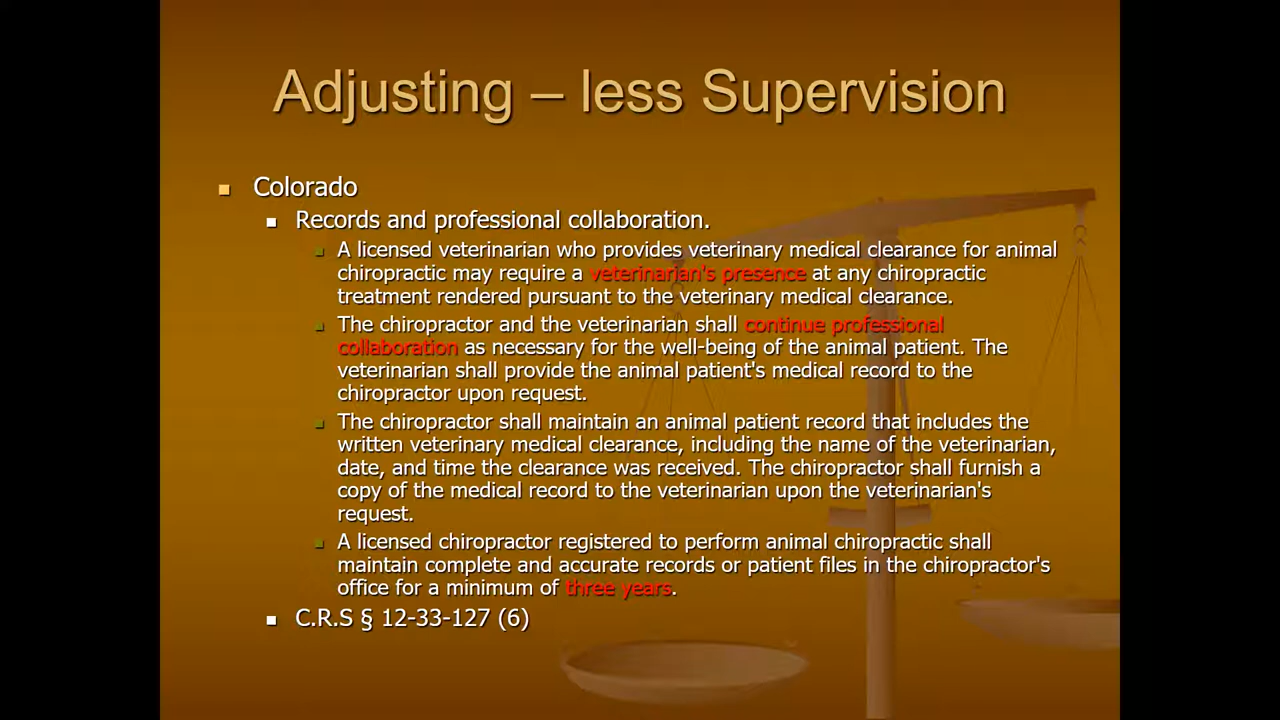 Adjusting – less Supervision
Colorado
Records and professional collaboration.
A licensed veterinarian who provides veterinary medical clearance for animal
chiropractic may require a veterinarian's presence at any chiropractic
treatment rendered pursuant to the veterinary medical clearance.
The chiropractor and the veterinarian shall continue professional
collaboration as necessary for the well-being of the animal patient. The
veterinarian shall provide the animal patient's medical record to the
chiropractor upon request.
The chiropractor shall maintain an animal patient record that includes the
written veterinary medical clearance, including the name of the veterinarian,
date, and time the clearance was received. The chiropractor shall furnish a
copy of the medical record to the veterinarian upon the veterinarian's
request.
A licensed chiropractor registered to perform animal chiropractic shall
maintain complete and accurate records or patient files in the chiropractor's
office for a minimum of three years.
C.R.S § 12-33-127 (6)